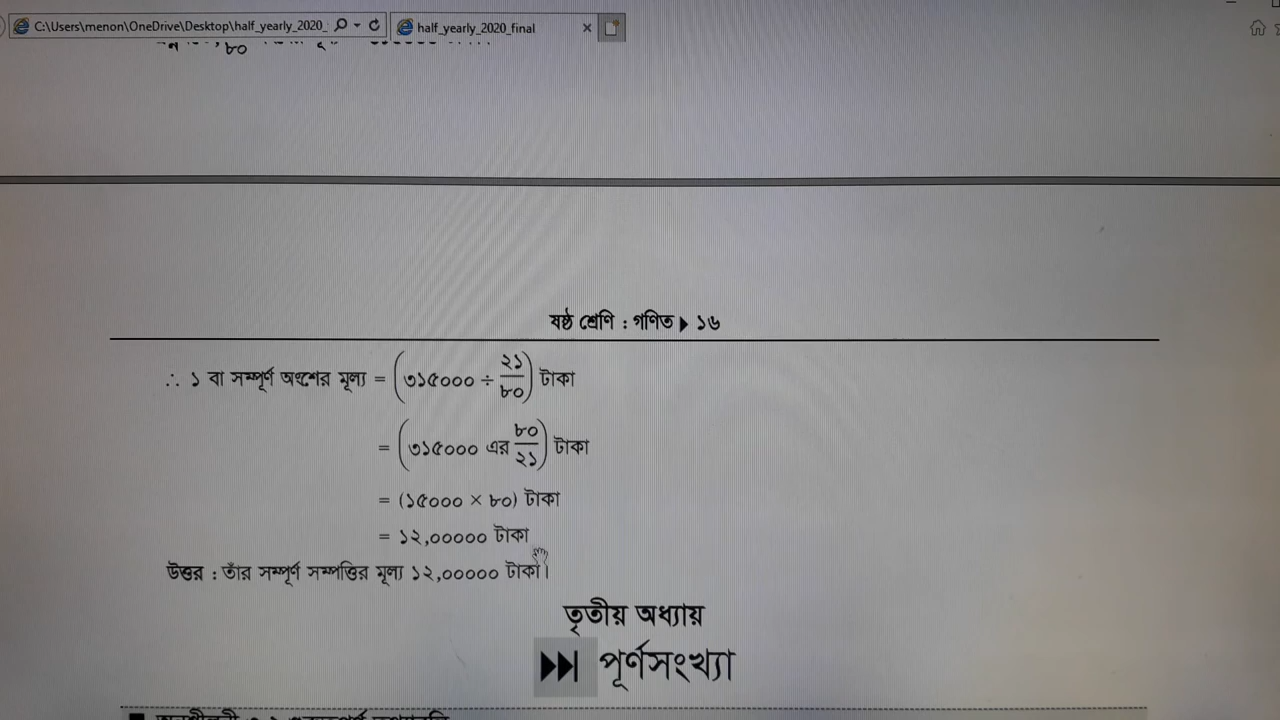 C:\Users\menon\OneDrive\Desktop\half_yearly_2020_
half_yearly_2020_final
৮০
ষষ্ঠ শ্রেণি : গণিত ▶ ১৬
∴ ১ বা সম্পূর্ণ অংশের মূল্য = (৩১৫০০০ ÷ ২১/৮০) টাকা
= (৩১৫০০০ এর ৮০/২১) টাকা
= (১৫০০০ × ৮০) টাকা
= ১২,০০০০০ টাকা
উত্তর : তাঁর সম্পূর্ণ সম্পত্তির মূল্য ১২,০০০০০ টাকা।
তৃতীয় অধ্যায়
পূর্ণসংখ্যা